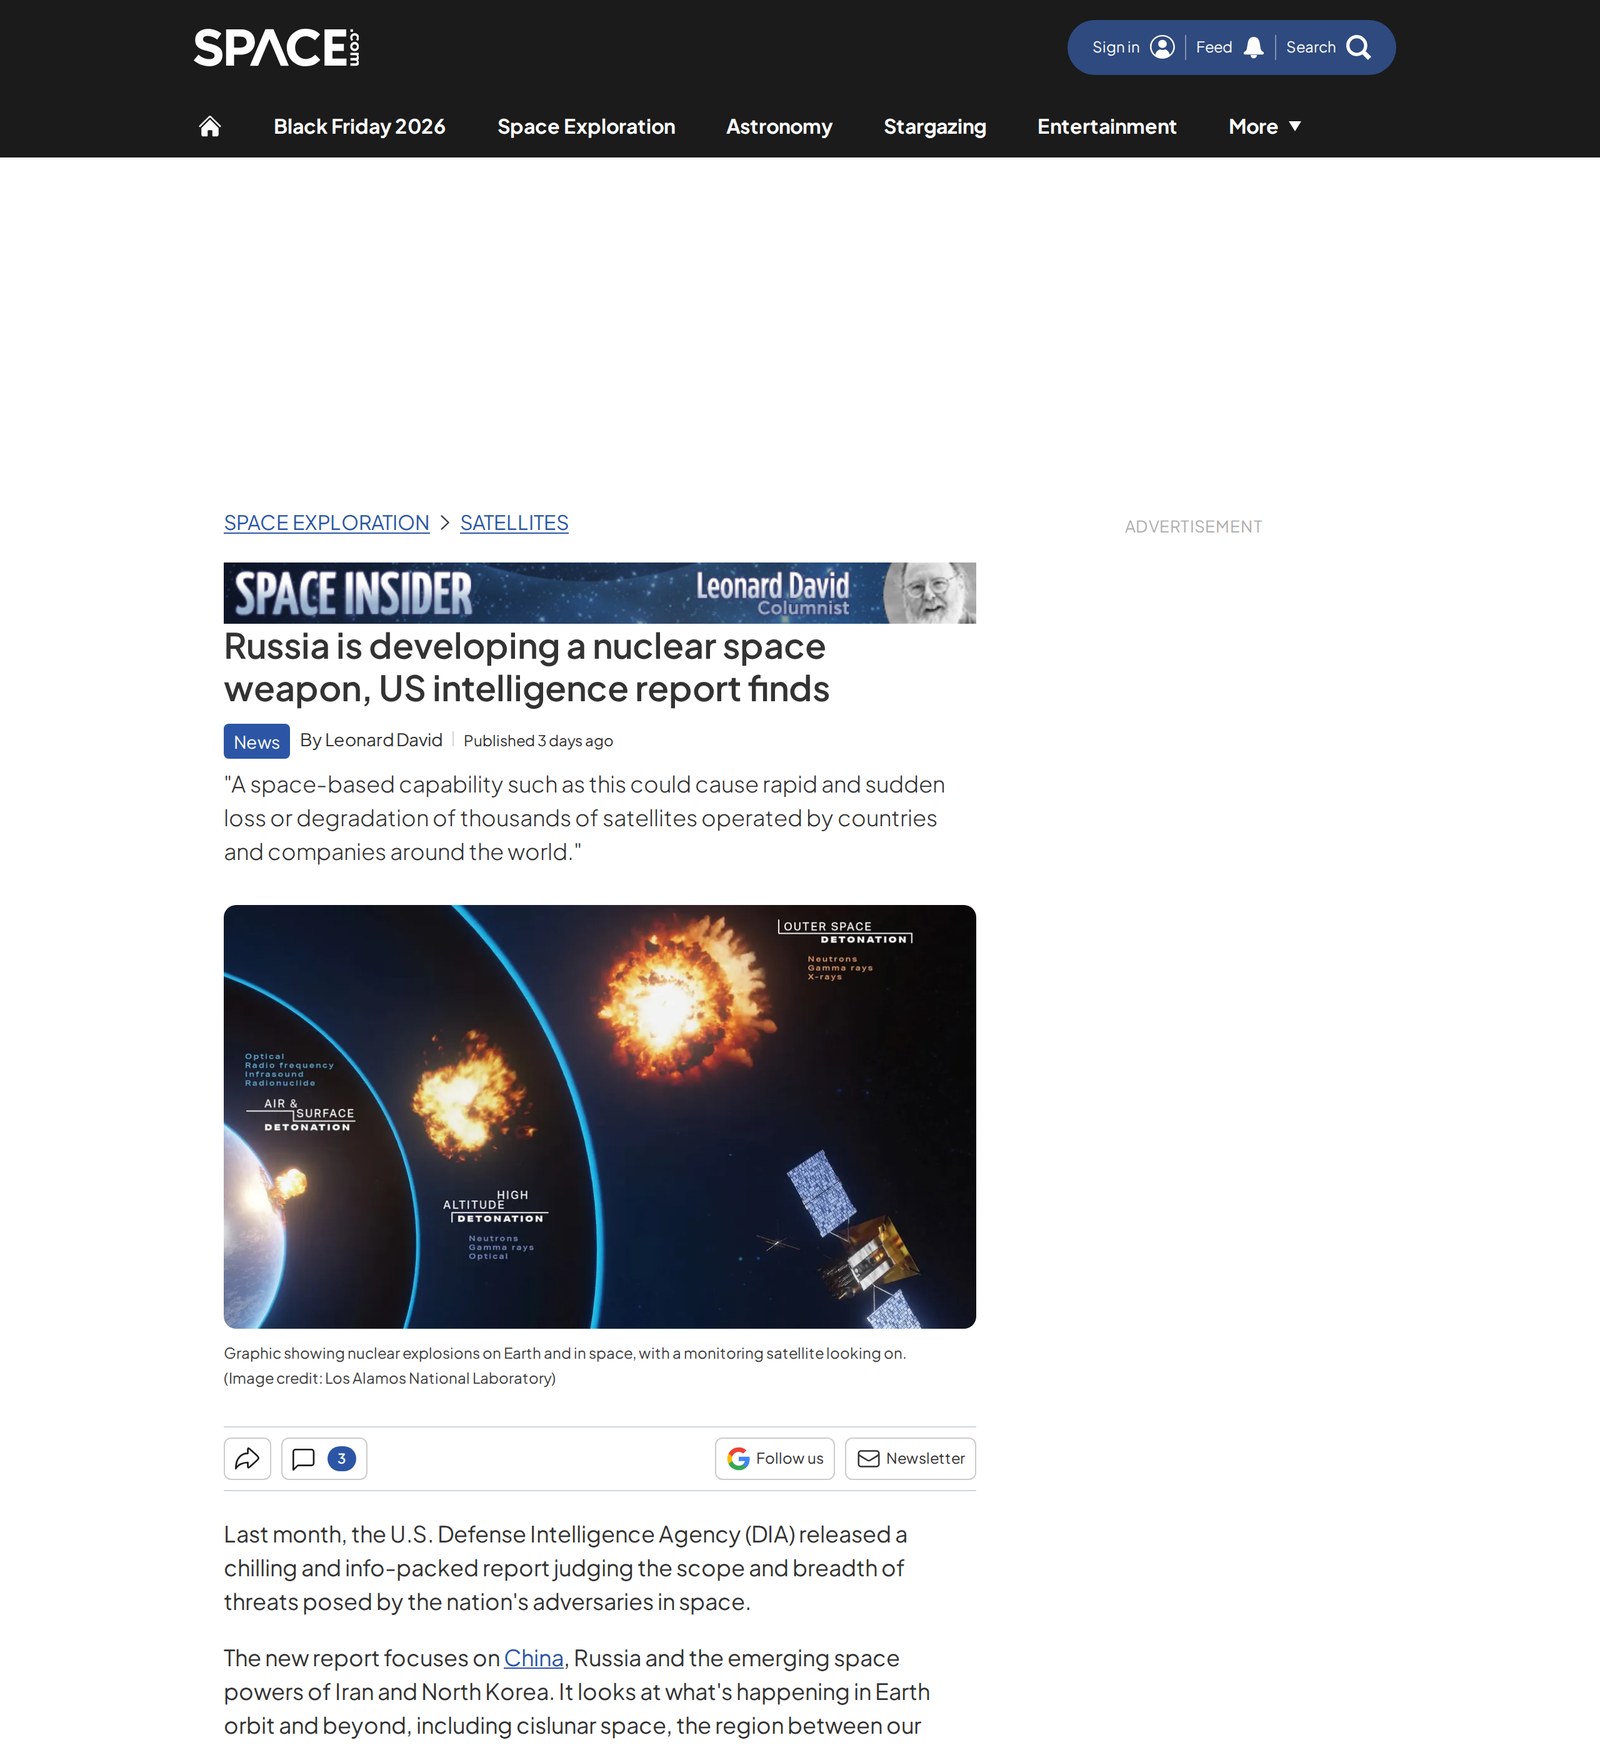 SPACE.com
Sign in
Feed
Search
Black Friday 2026
Space Exploration
Astronomy
Stargazing
Entertainment
More
SPACE EXPLORATION
SATELLITES
ADVERTISEMENT
SPACE INSIDER
Leonard David
Columnist
Russia is developing a nuclear space
weapon, US intelligence report finds
News
By Leonard David
Published 3 days ago
"A space-based capability such as this could cause rapid and sudden
loss or degradation of thousands of satellites operated by countries
and companies around the world."
OUTER SPACE
DETONATION
Neutrons
Gamma rays
X-rays
Optical
Radio frequency
Infrasound
Radionuclide
AIR &
SURFACE
DETONATION
HIGH
ALTITUDE
DETONATION
Neutrons
Gamma rays
Optical
Graphic showing nuclear explosions on Earth and in space, with a monitoring satellite looking on.
(Image credit: Los Alamos National Laboratory)
3
Follow us
Newsletter
Last month, the U.S. Defense Intelligence Agency (DIA) released a
chilling and info-packed report judging the scope and breadth of
threats posed by the nation's adversaries in space.
The new report focuses on China, Russia and the emerging space
powers of Iran and North Korea. It looks at what's happening in Earth
orbit and beyond, including cislunar space, the region between our